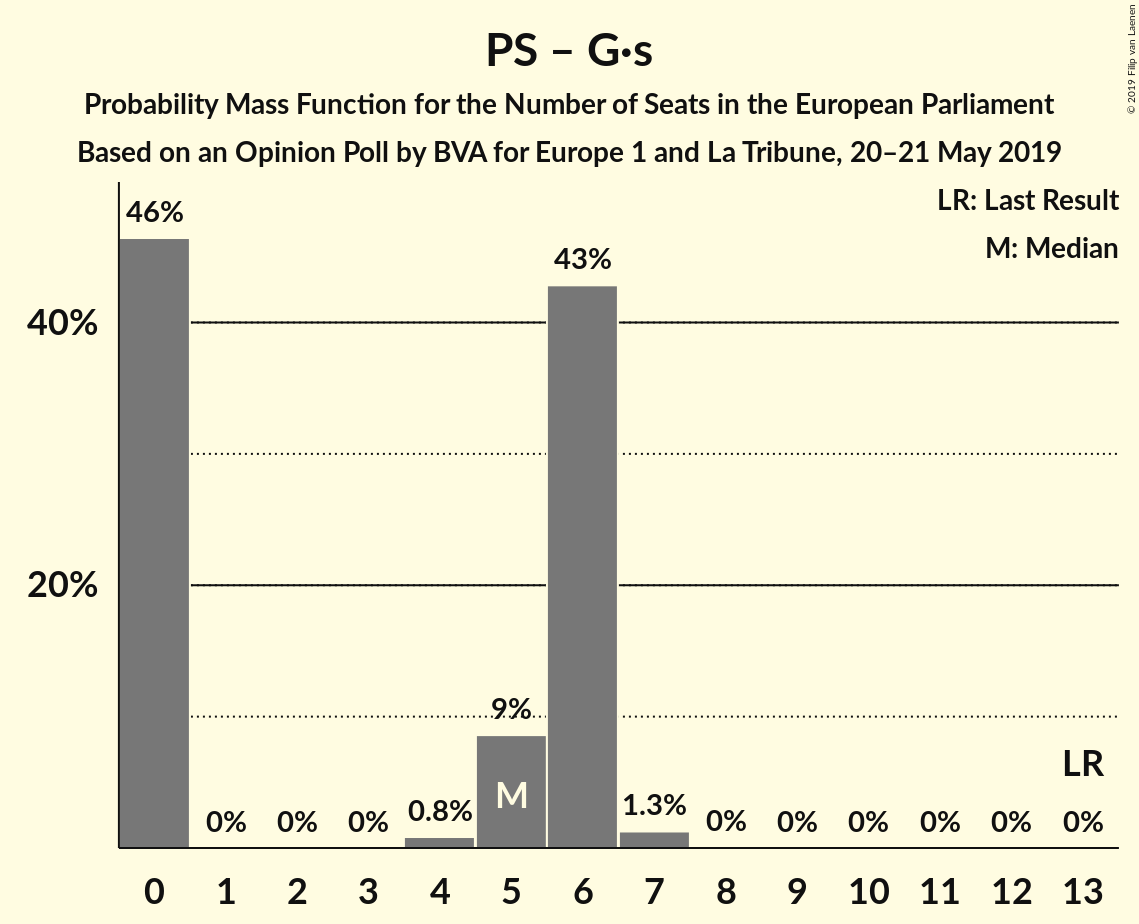 PS – G·s
Probability Mass Function for the Number of Seats in the European Parliament
Based on an Opinion Poll by BVA for Europe 1 and La Tribune, 20–21 May 2019
© 2019 Filip van Laenen
LR: Last Result
M: Median
46%
43%
40%
20%
9%
M
LR
0% 0% 0% 0.8% 1.3% 0% 0% 0% 0% 0% 0%
0 1 2 3 4 5 6 7 8 9 10 11 12 13